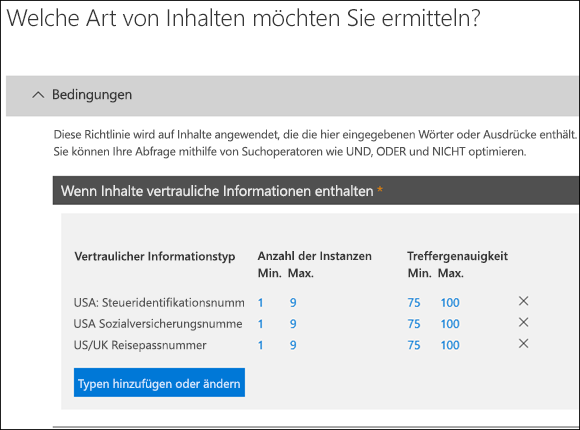 Welche Art von Inhalten möchten Sie ermitteln?
Bedingungen
Diese Richtlinie wird auf Inhalte angewendet, die die hier eingegebenen Wörter oder Ausdrücke enthält.
Sie können Ihre Abfrage mithilfe von Suchoperatoren wie UND, ODER und NICHT optimieren.
Wenn Inhalte vertrauliche Informationen enthalten *
Vertraulicher Informationstyp Anzahl der Instanzen Treffergenauigkeit
Min. Max. Min. Max.
USA: Steueridentifikationsnumm 1 9 75 100
USA Sozialversicherungsnumme 1 9 75 100
US/UK Reisepassnummer 1 9 75 100
Typen hinzufügen oder ändern